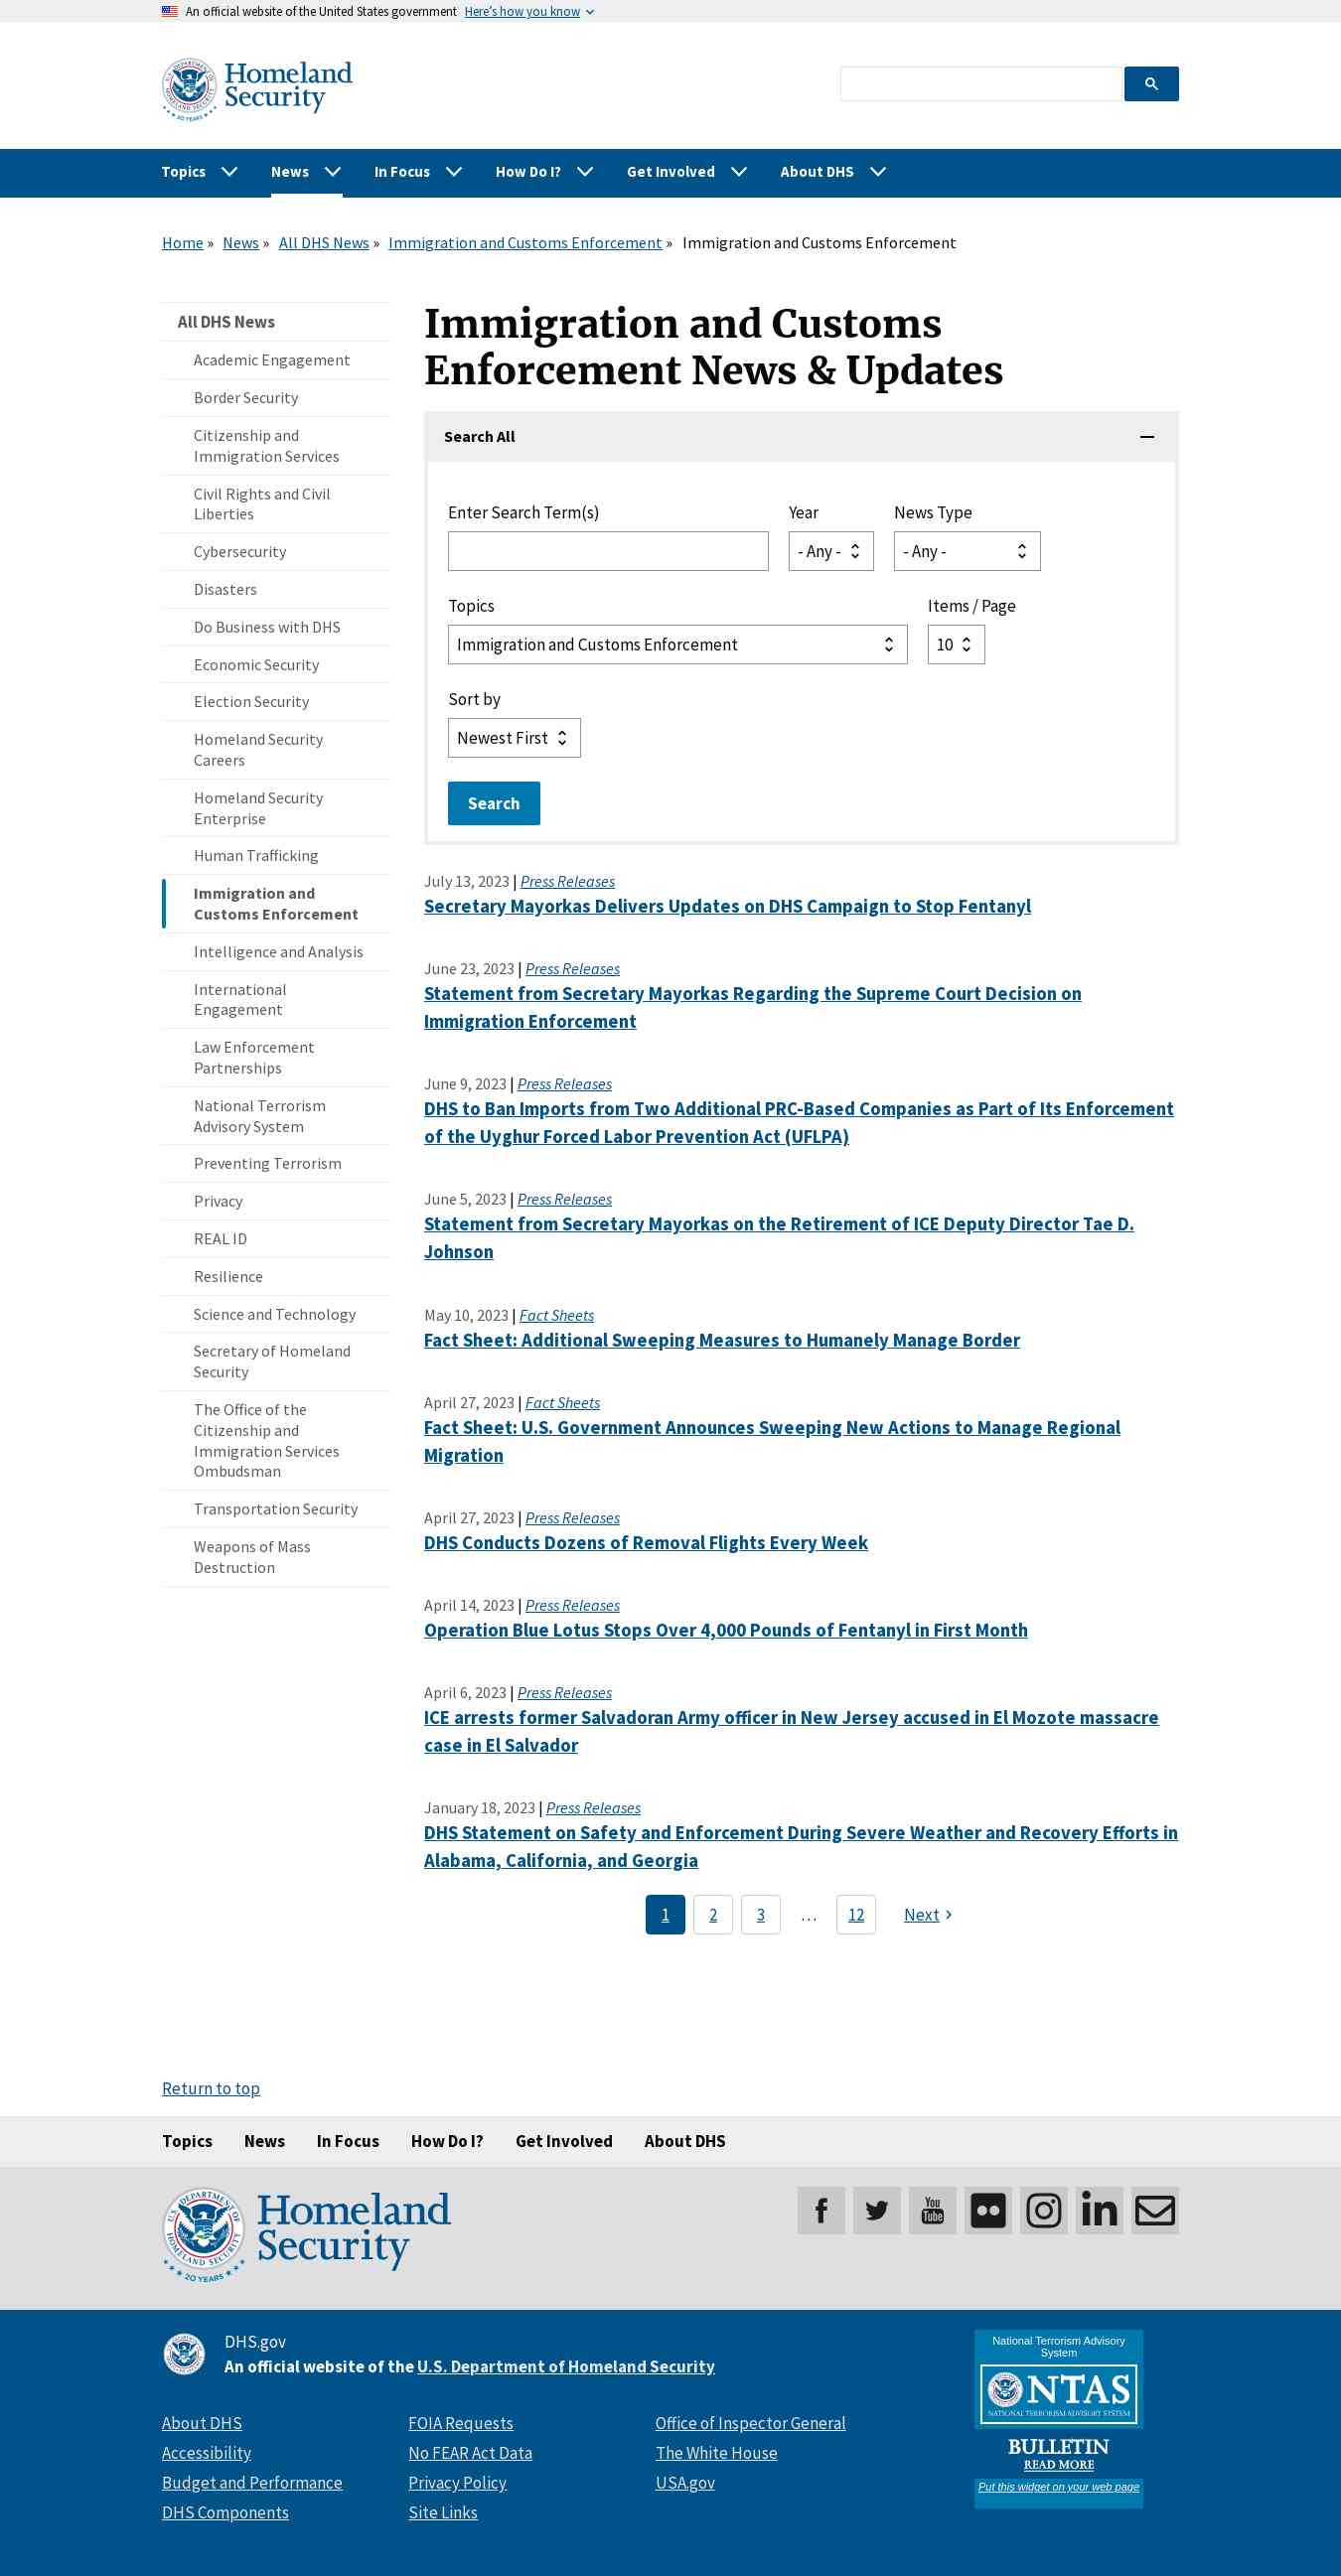 An official website of the United States government Here’s how you know
Homeland
Security
Topics News In Focus How Do I? Get Involved About DHS
Home » News » All DHS News » Immigration and Customs Enforcement » Immigration and Customs Enforcement
All DHS News
Academic Engagement
Border Security
Citizenship and
Immigration Services
Civil Rights and Civil
Liberties
Cybersecurity
Disasters
Do Business with DHS
Economic Security
Election Security
Homeland Security
Careers
Homeland Security
Enterprise
Human Trafficking
Immigration and
Customs Enforcement
Intelligence and Analysis
International
Engagement
Law Enforcement
Partnerships
National Terrorism
Advisory System
Preventing Terrorism
Privacy
REAL ID
Resilience
Science and Technology
Secretary of Homeland
Security
The Office of the
Citizenship and
Immigration Services
Ombudsman
Transportation Security
Weapons of Mass
Destruction
Immigration and Customs
Enforcement News & Updates
Search All
Enter Search Term(s) Year News Type
- Any - - Any -
Topics Items / Page
Immigration and Customs Enforcement 10
Sort by
Newest First
Search
July 13, 2023 | Press Releases
Secretary Mayorkas Delivers Updates on DHS Campaign to Stop Fentanyl
June 23, 2023 | Press Releases
Statement from Secretary Mayorkas Regarding the Supreme Court Decision on
Immigration Enforcement
June 9, 2023 | Press Releases
DHS to Ban Imports from Two Additional PRC-Based Companies as Part of Its Enforcement
of the Uyghur Forced Labor Prevention Act (UFLPA)
June 5, 2023 | Press Releases
Statement from Secretary Mayorkas on the Retirement of ICE Deputy Director Tae D.
Johnson
May 10, 2023 | Fact Sheets
Fact Sheet: Additional Sweeping Measures to Humanely Manage Border
April 27, 2023 | Fact Sheets
Fact Sheet: U.S. Government Announces Sweeping New Actions to Manage Regional
Migration
April 27, 2023 | Press Releases
DHS Conducts Dozens of Removal Flights Every Week
April 14, 2023 | Press Releases
Operation Blue Lotus Stops Over 4,000 Pounds of Fentanyl in First Month
April 6, 2023 | Press Releases
ICE arrests former Salvadoran Army officer in New Jersey accused in El Mozote massacre
case in El Salvador
January 18, 2023 | Press Releases
DHS Statement on Safety and Enforcement During Severe Weather and Recovery Efforts in
Alabama, California, and Georgia
1 2 3 … 12 Next
Return to top
Topics News In Focus How Do I? Get Involved About DHS
U.S. DEPARTMENT OF
HOMELAND SECURITY
20 YEARS
Homeland
Security
You
Tube
DHS.gov
An official website of the U.S. Department of Homeland Security
About DHS
Accessibility
Budget and Performance
DHS Components
FOIA Requests
No FEAR Act Data
Privacy Policy
Site Links
Office of Inspector General
The White House
USA.gov
National Terrorism Advisory
System
NTAS
NATIONAL TERRORISM ADVISORY SYSTEM
BULLETIN
READ MORE
Put this widget on your web page